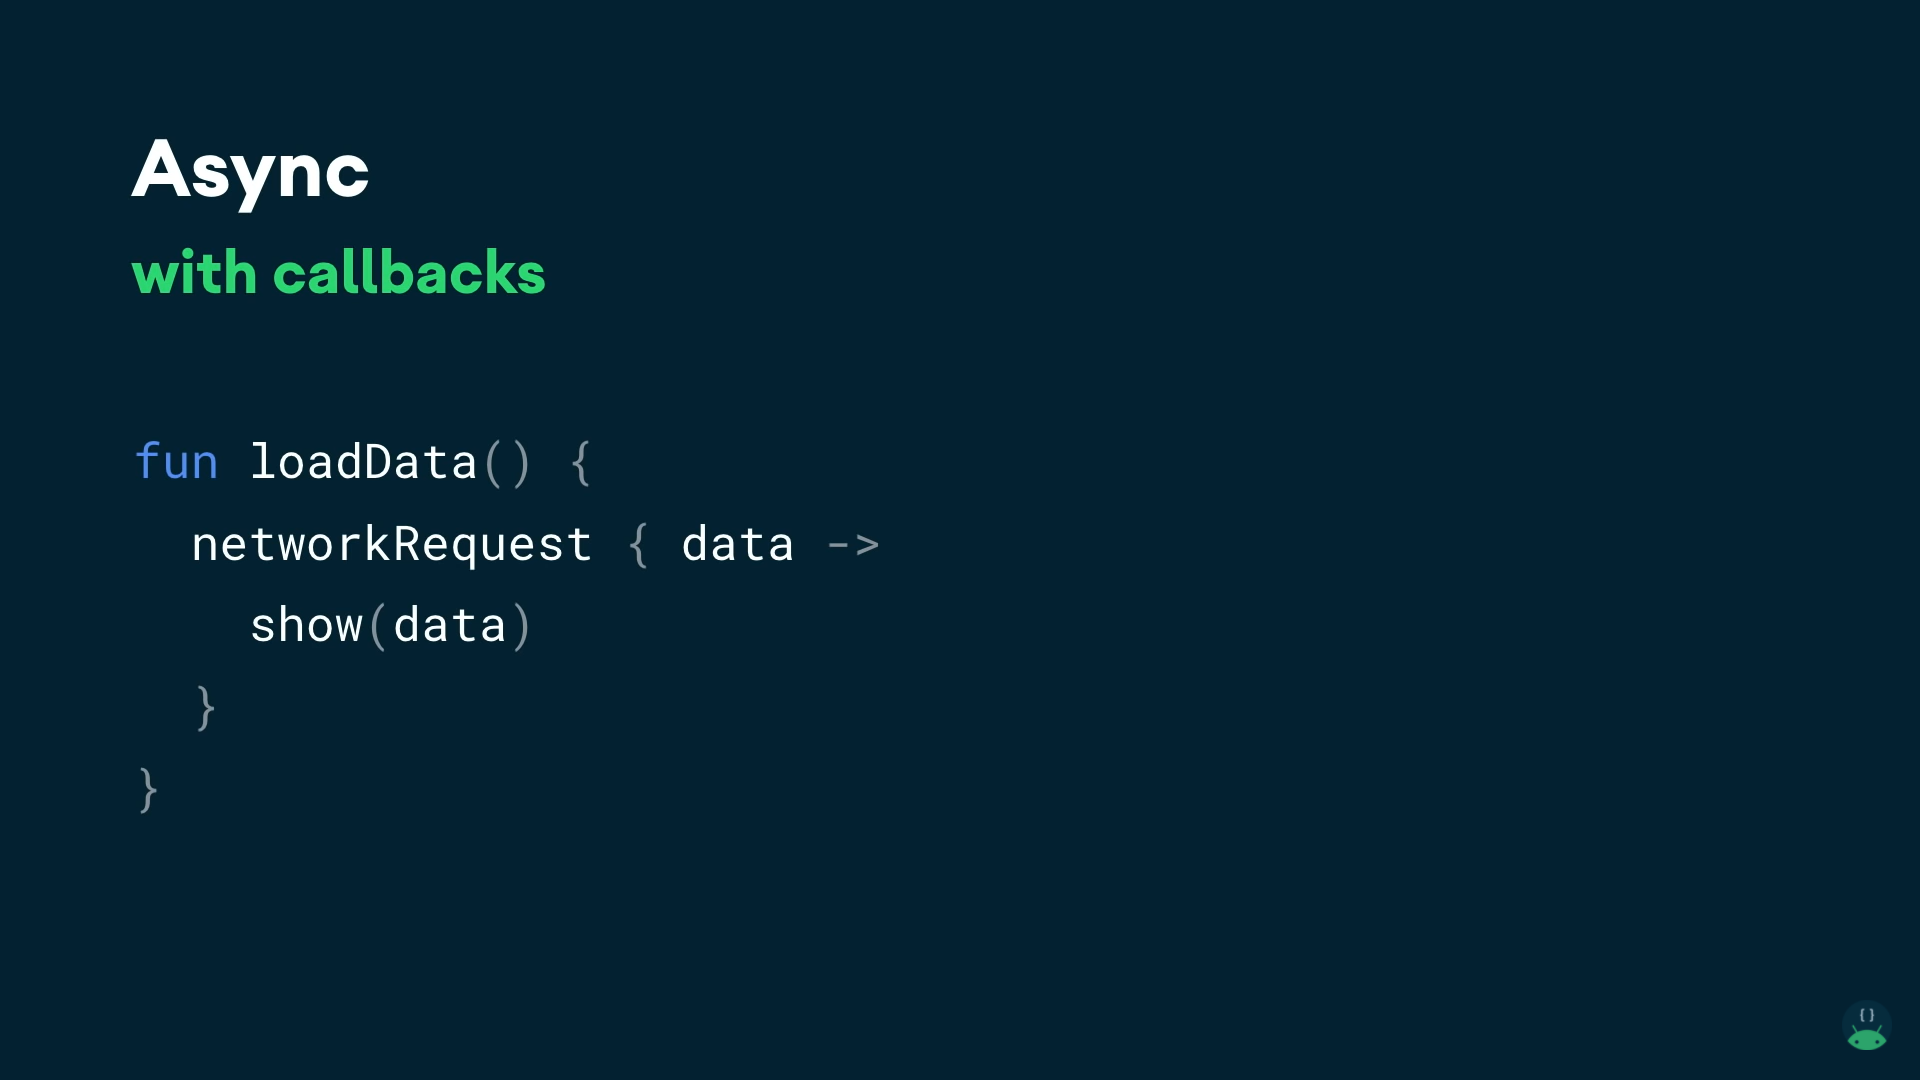 Async
with callbacks
fun loadData() {
  networkRequest { data ->
    show(data)
  }
}
{ }